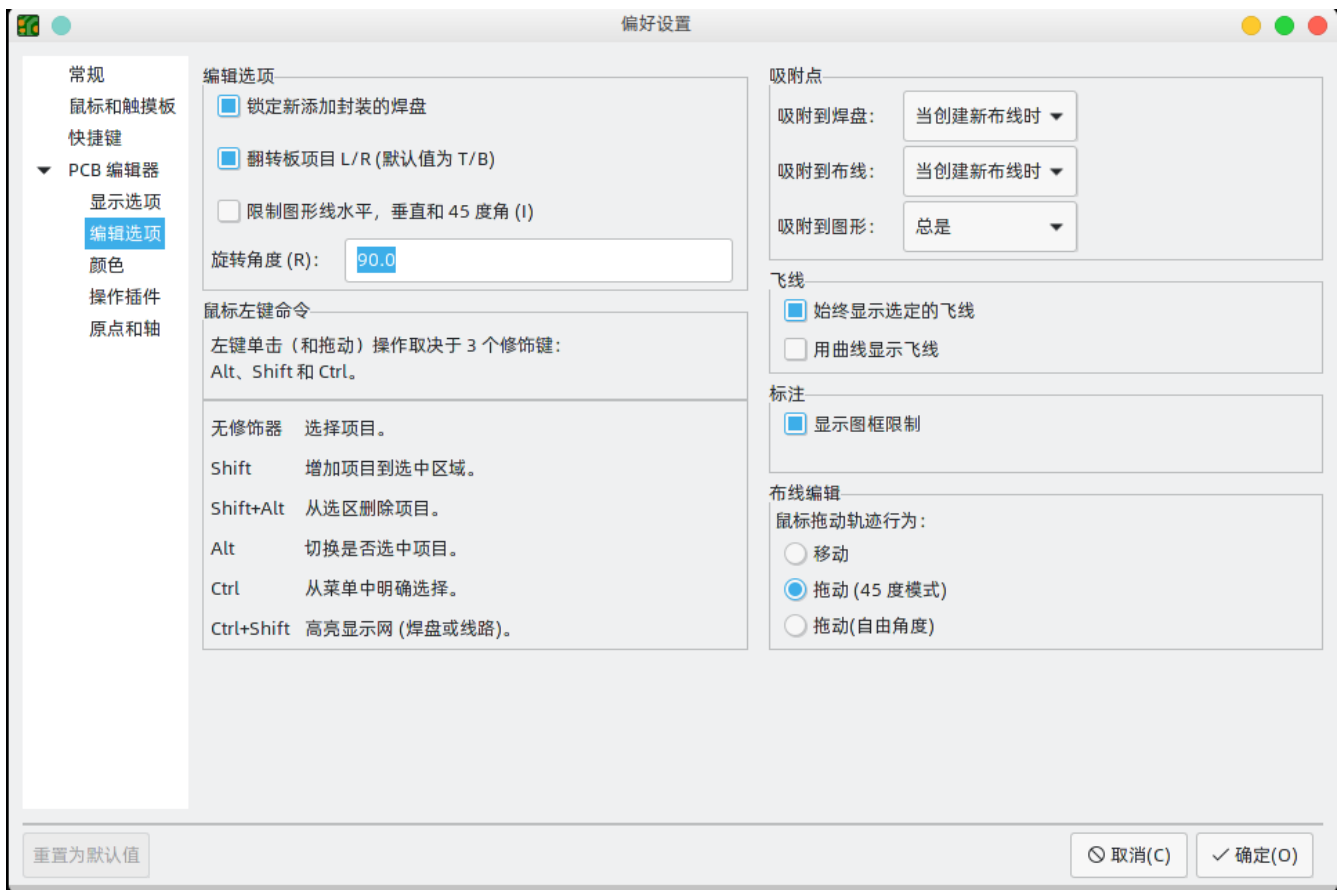 偏好设置
常规
鼠标和触摸板
快捷键
PCB 编辑器
显示选项
编辑选项
颜色
操作插件
原点和轴
编辑选项
锁定新添加封装的焊盘
翻转板项目 L/R (默认值为 T/B)
限制图形线水平，垂直和 45 度角 (I)
旋转角度 (R)：
90.0
鼠标左键命令
左键单击（和拖动）操作取决于 3 个修饰键：
Alt、Shift 和 Ctrl。
无修饰器 选择项目。
Shift 增加项目到选中区域。
Shift+Alt 从选区删除项目。
Alt 切换是否选中项目。
Ctrl 从菜单中明确选择。
Ctrl+Shift 高亮显示网 (焊盘或线路)。
吸附点
吸附到焊盘： 当创建新布线时
吸附到布线： 当创建新布线时
吸附到图形： 总是
飞线
始终显示选定的飞线
用曲线显示飞线
标注
显示图框限制
布线编辑
鼠标拖动轨迹行为：
移动
拖动 (45 度模式)
拖动(自由角度)
重置为默认值
取消(C)
确定(O)